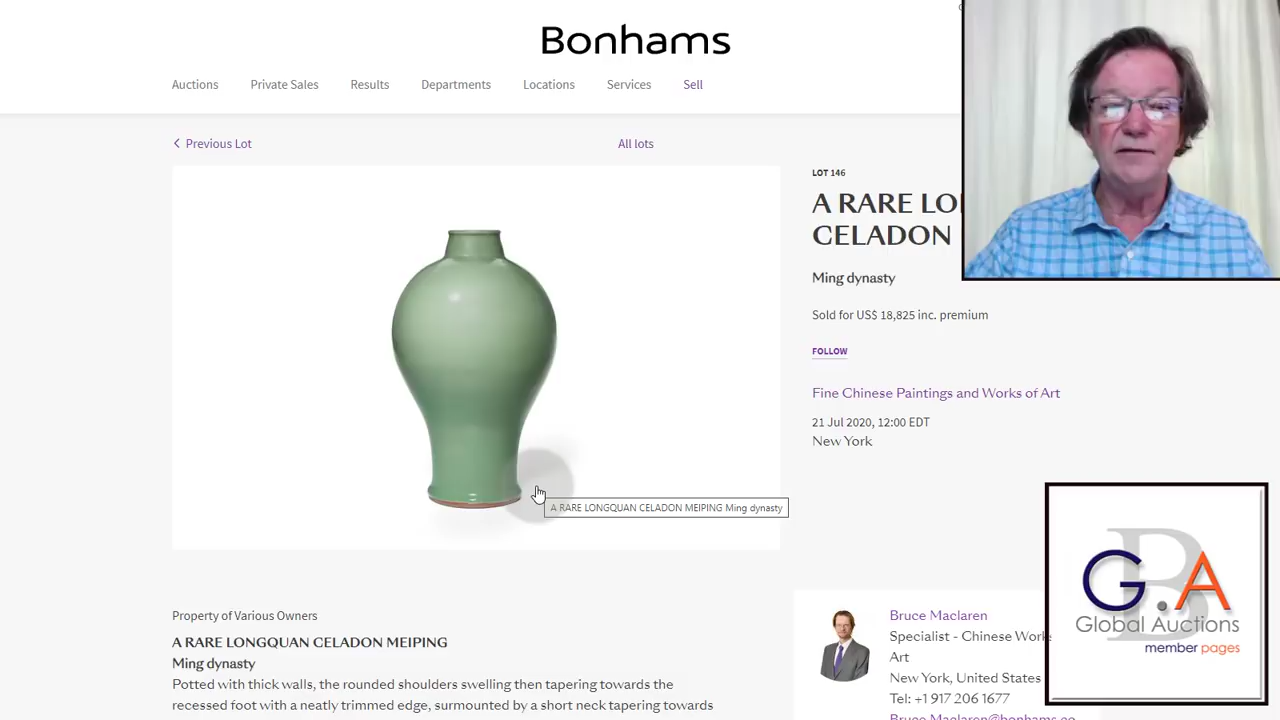 Bonhams
Auctions Private Sales Results Departments Locations Services Sell
Previous Lot
All lots
LOT 146
A RARE LO
CELADON
Ming dynasty
Sold for US$ 18,825 inc. premium
FOLLOW
Fine Chinese Paintings and Works of Art
21 Jul 2020, 12:00 EDT
New York
A RARE LONGQUAN CELADON MEIPING Ming dynasty
Property of Various Owners
A RARE LONGQUAN CELADON MEIPING
Ming dynasty
Potted with thick walls, the rounded shoulders swelling then tapering towards the
recessed foot with a neatly trimmed edge, surmounted by a short neck tapering towards
Bruce Maclaren
Specialist - Chinese Works
Art
New York, United States
Tel: +1 917 206 1677
Bruce.Maclaren@bonhams.co
B
G.A
Global Auctions
member pages